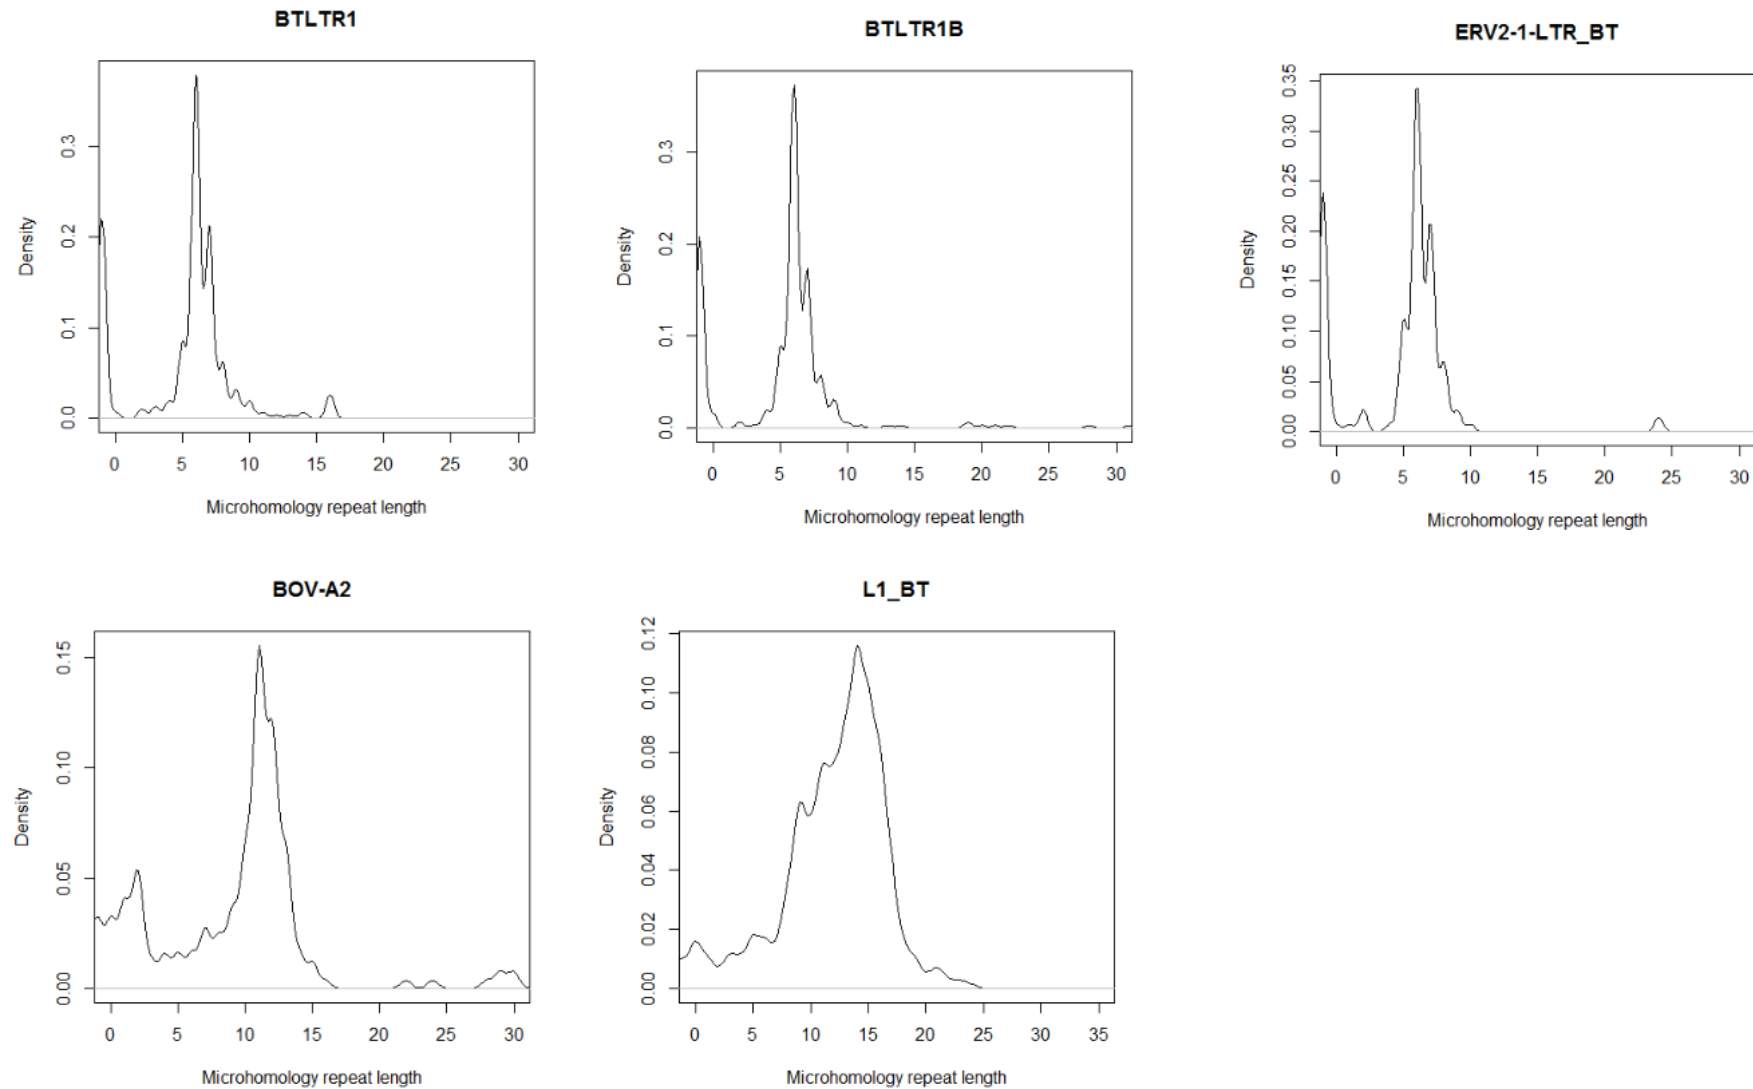 BTLTR1
Density
0.0 0.1 0.2 0.3
0 5 10 15 20 25 30
Microhomology repeat length
BTLTR1B
Density
0.0 0.1 0.2 0.3
0 5 10 15 20 25 30
Microhomology repeat length
ERV2-1-LTR_BT
Density
0.00 0.05 0.10 0.15 0.20 0.25 0.30 0.35
0 5 10 15 20 25 30
Microhomology repeat length
BOV-A2
Density
0.00 0.05 0.10 0.15
0 5 10 15 20 25 30
Microhomology repeat length
L1_BT
Density
0.00 0.02 0.04 0.06 0.08 0.10 0.12
0 5 10 15 20 25 30 35
Microhomology repeat length